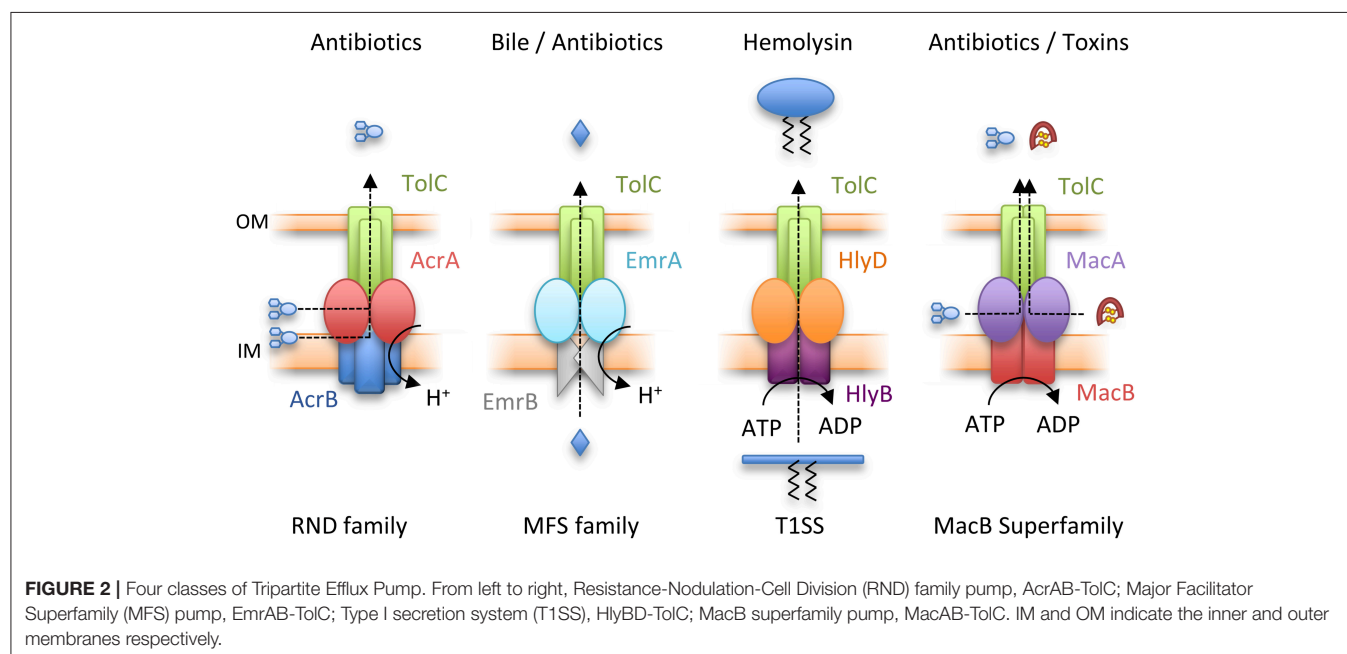 Antibiotics
Bile / Antibiotics
Hemolysin
Antibiotics / Toxins
TolC
TolC
TolC
TolC
OM
AcrA
EmrA
HlyD
MacA
IM
AcrB
H+
EmrB
H+
HlyB
MacB
ATP
ADP
ATP
ADP
RND family
MFS family
T1SS
MacB Superfamily
FIGURE 2 | Four classes of Tripartite Efflux Pump. From left to right, Resistance-Nodulation-Cell Division (RND) family pump, AcrAB-TolC; Major Facilitator
Superfamily (MFS) pump, EmrAB-TolC; Type I secretion system (T1SS), HlyBD-TolC; MacB superfamily pump, MacAB-TolC. IM and OM indicate the inner and outer
membranes respectively.